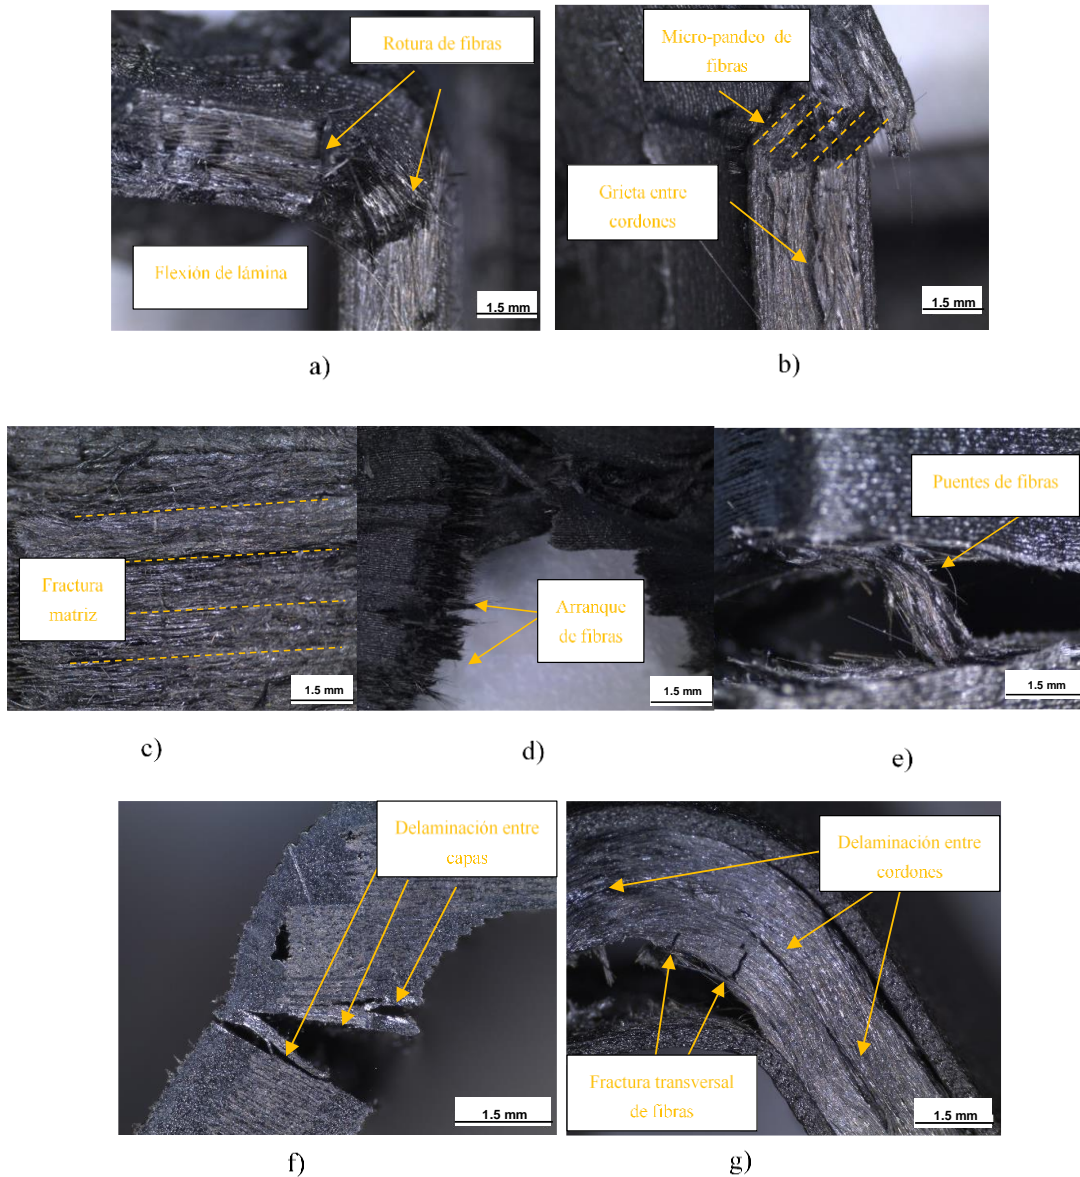 Rotura de fibras
Flexión de lámina
1.5 mm
a)
Micro-pandeo de
fibras
Grieta entre
cordones
1.5 mm
b)
Fractura
matriz
1.5 mm
c)
Arranque
de fibras
1.5 mm
d)
Puentes de fibras
1.5 mm
e)
Delaminación entre
capas
1.5 mm
f)
Delaminación entre
cordones
Fractura transversal
de fibras
1.5 mm
g)